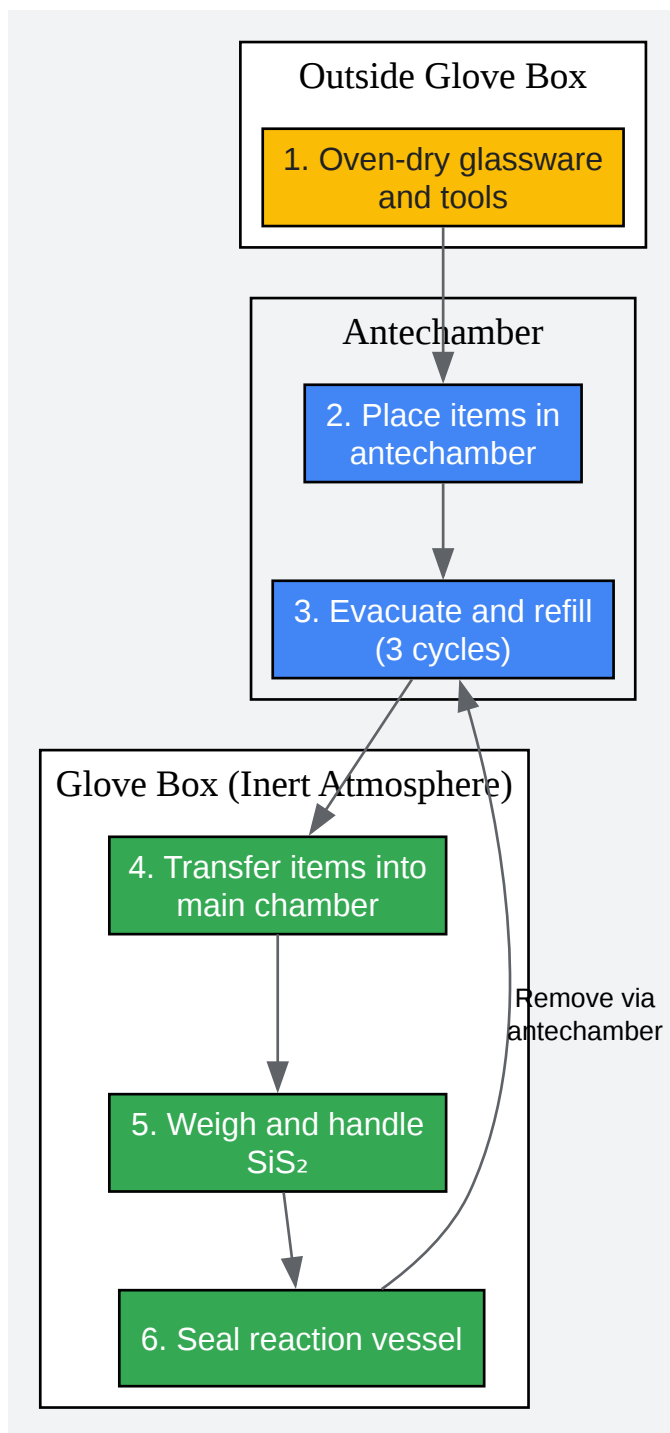 Outside Glove Box
1. Oven-dry glassware
and tools
Antechamber
2. Place items in
antechamber
3. Evacuate and refill
(3 cycles)
Glove Box (Inert Atmosphere)
4. Transfer items into
main chamber
Remove via
antechamber
5. Weigh and handle
SiS₂
6. Seal reaction vessel